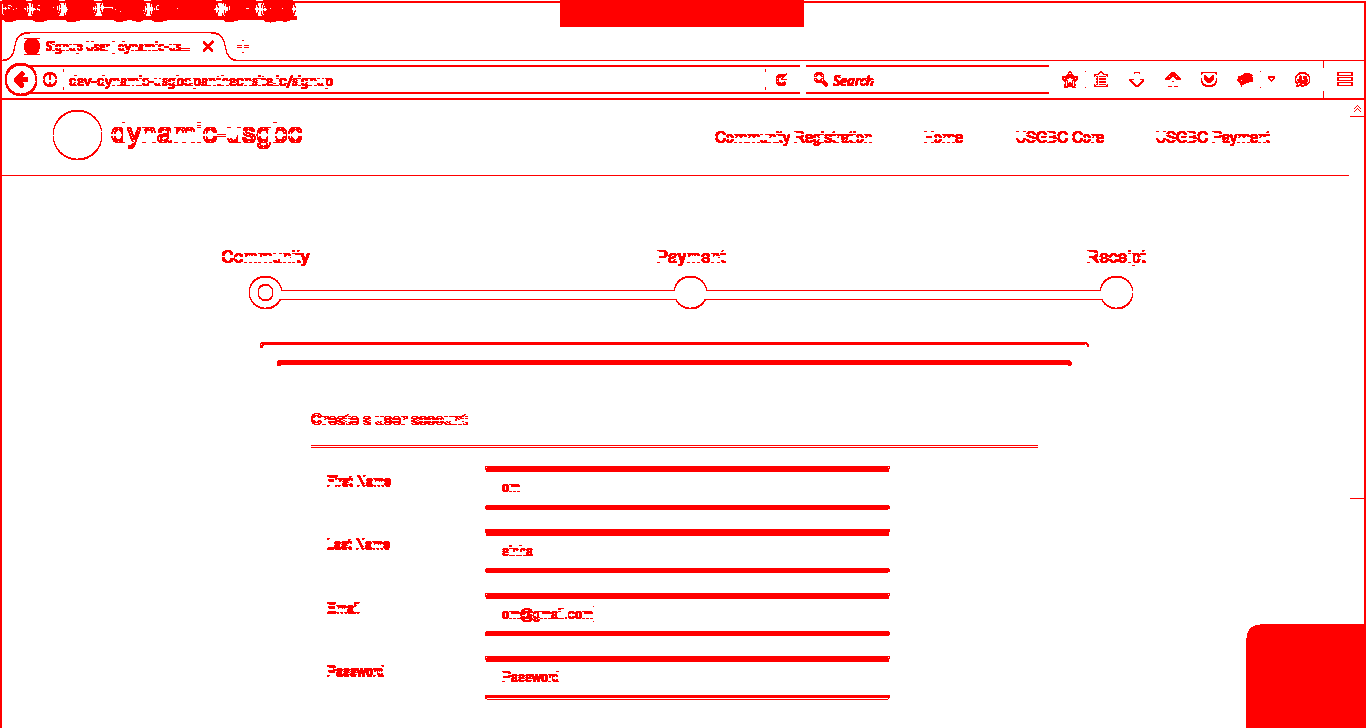 Signup User | dynamic-us...
dev-dynamic-usgbc.pantheonsite.io/signup
Search
dynamic-usgbc
Community Registration
Home
USGBC Core
USGBC Payment
Community
Payment
Receipt
Create a user account
First Name
om
Last Name
Email
om@gmail.com
Password
Password